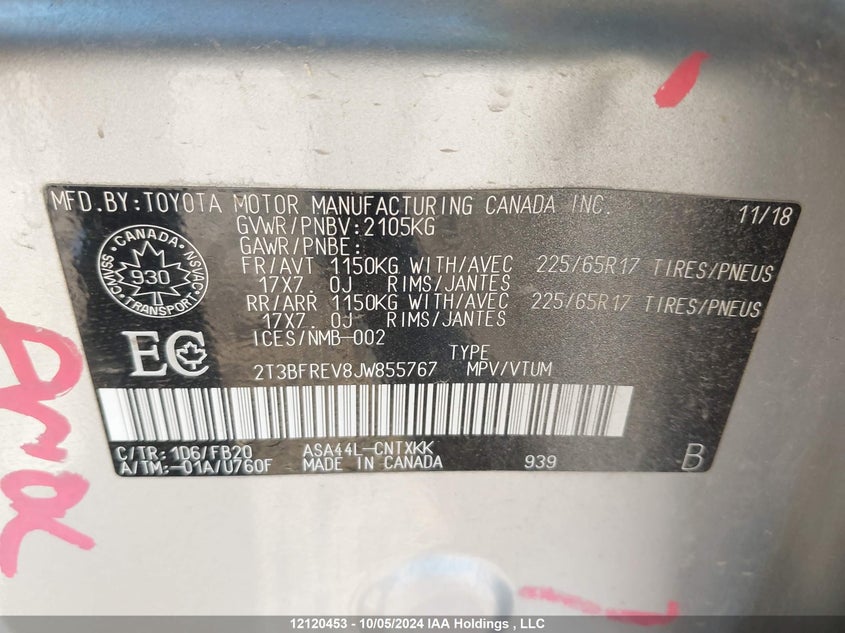 MFD.BY:TOYOTA MOTOR MANUFACTURING CANADA INC. 11/18
GVWR/PNBV:2105KG
GAWR/PNBE:
FR/AVT 1150KG WITH/AVEC 225/65R17 TIRES/PNEUS
17X7. 0J RIMS/JANTES
RR/ARR 1150KG WITH/AVEC 225/65R17 TIRES/PNEUS
17X7. 0J RIMS/JANTES
ICES/NMB-002
CANADA
930
TRANSPORT
CNVSS
NSVAC
EC
TYPE
2T3BFREV8JW855767 MPV/VTUM
C/TR: 1D6/FB20 ASA44L-CNTXKK
A/TM:-01A/U760F MADE IN CANADA 939 B
12120453 - 10/05/2024 IAA Holdings , LLC